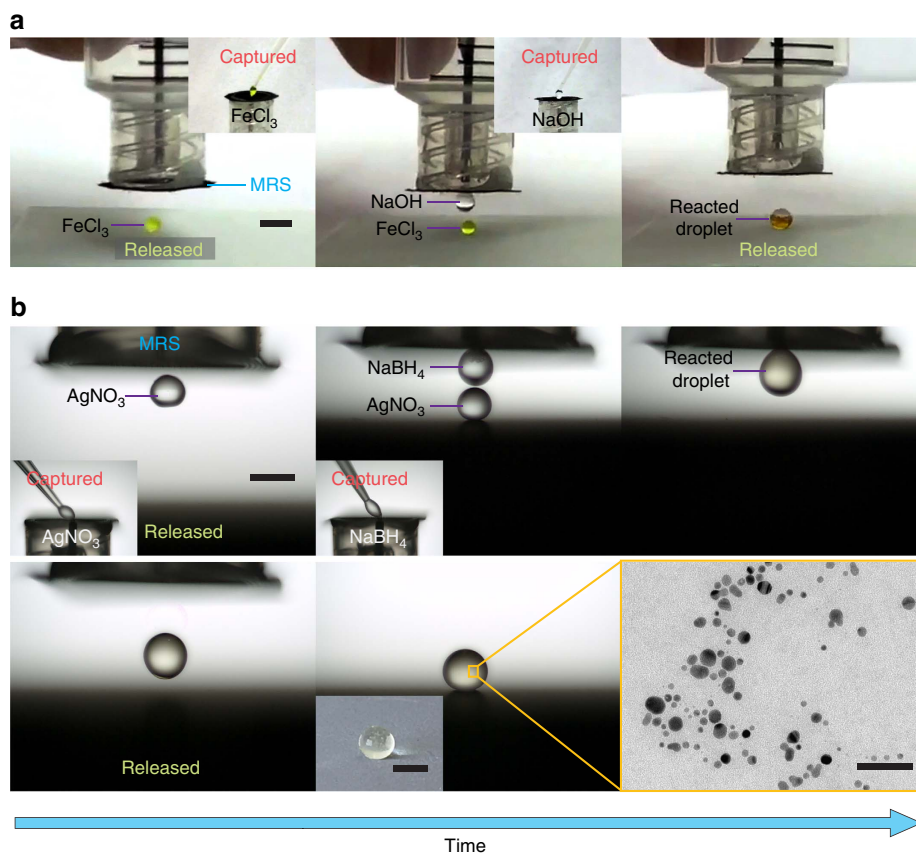 a
Captured
FeCl₃
MRS
FeCl₃
Released
Captured
NaOH
NaOH
FeCl₃
Reacted
droplet
Released
b
MRS
AgNO₃
Captured
AgNO₃
Released
NaBH₄
AgNO₃
Captured
NaBH₄
Reacted
droplet
Released
Time